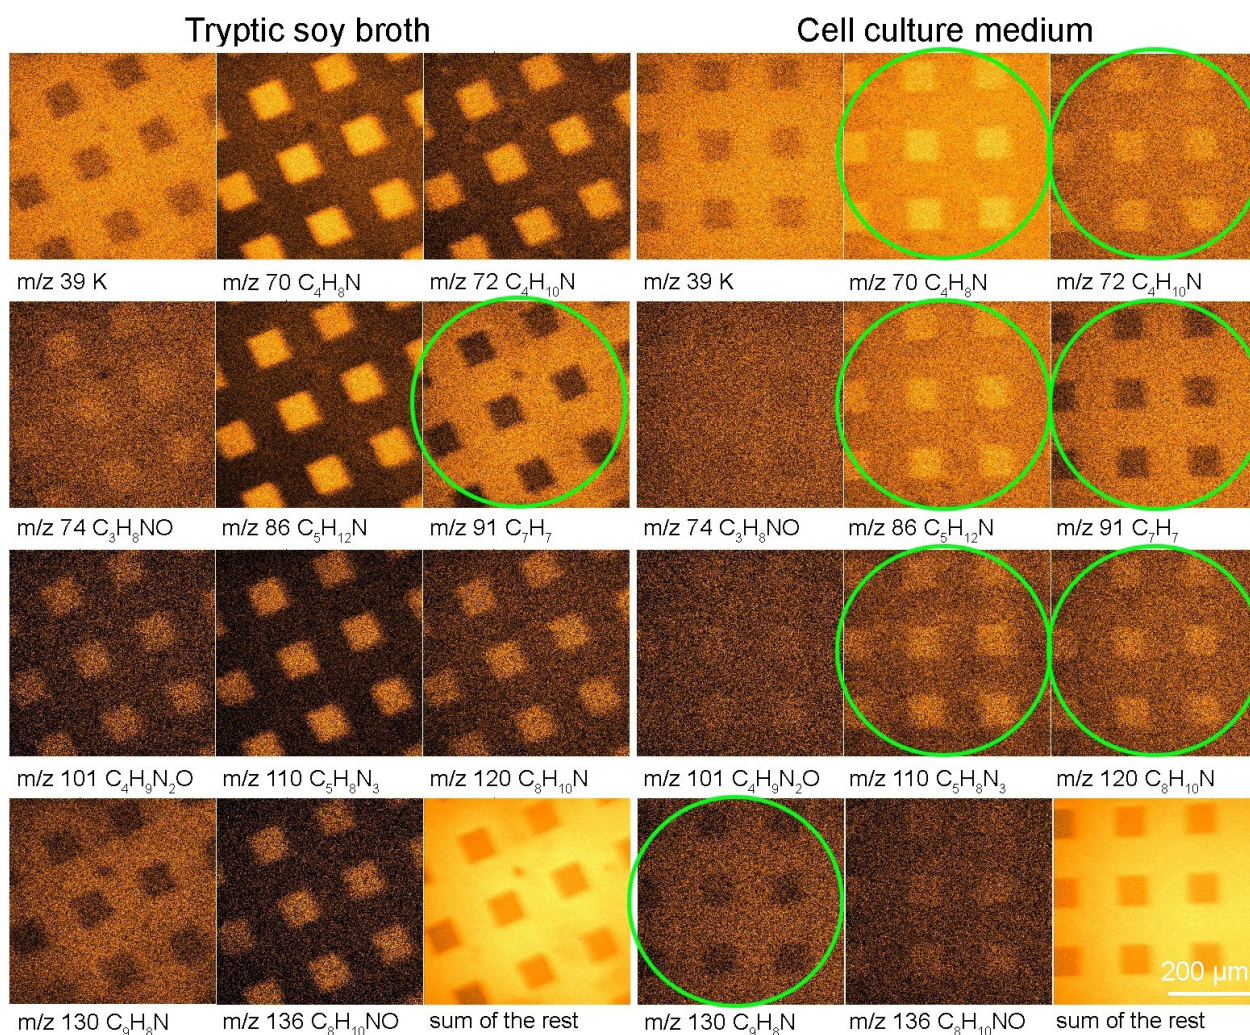 Tryptic soy broth
Cell culture medium
m/z 39 K
m/z 70 C₄H₈N
m/z 72 C₄H₁₀N
m/z 39 K
m/z 70 C₄H₈N
m/z 72 C₄H₁₀N
m/z 74 C₃H₈NO
m/z 86 C₅H₁₂N
m/z 91 C₇H₇
m/z 74 C₃H₈NO
m/z 86 C₅H₁₂N
m/z 91 C₇H₇
m/z 101 C₄H₉N₂O
m/z 110 C₅H₈N₃
m/z 120 C₈H₁₀N
m/z 101 C₄H₉N₂O
m/z 110 C₅H₈N₃
m/z 120 C₈H₁₀N
200 µm
m/z 130 C₉H₈N
m/z 136 C₈H₁₀NO
sum of the rest
m/z 130 C₉H₈N
m/z 136 C₈H₁₀NO
sum of the rest